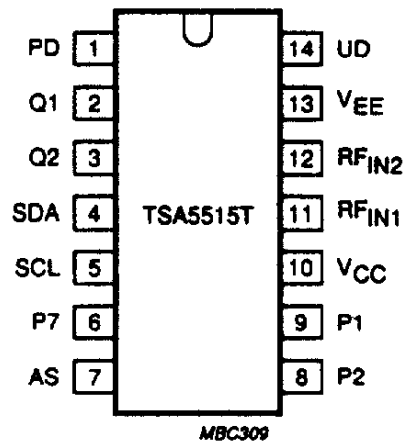 PD 1 14 UD
Q1 2 13 VEE
Q2 3 12 RFIN2
SDA 4 TSA5515T 11 RFIN1
SCL 5 10 VCC
P7 6 9 P1
AS 7 8 P2
MBC309